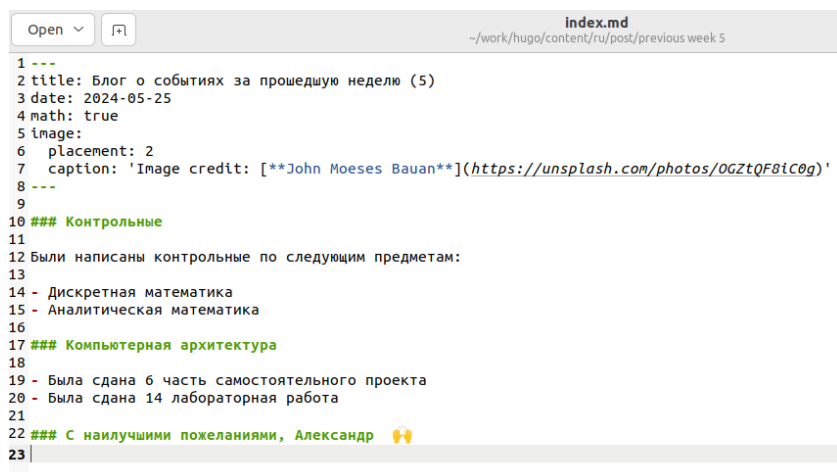 Open
index.md
~/work/hugo/content/ru/post/previous week 5
1 ---
2 title: Блог о событиях за прошедшую неделю (5)
3 date: 2024-05-25
4 math: true
5 image:
6   placement: 2
7   caption: 'Image credit: [**John Moeses Bauan**](https://unsplash.com/photos/OGZtQF8iC0g)'
8 ---
9
10 ### Контрольные
11
12 Были написаны контрольные по следующим предметам:
13
14 - Дискретная математика
15 - Аналитическая математика
16
17 ### Компьютерная архитектура
18
19 - Была сдана 6 часть самостоятельного проекта
20 - Была сдана 14 лабораторная работа
21
22 ### С наилучшими пожеланиями, Александр 🙌
23